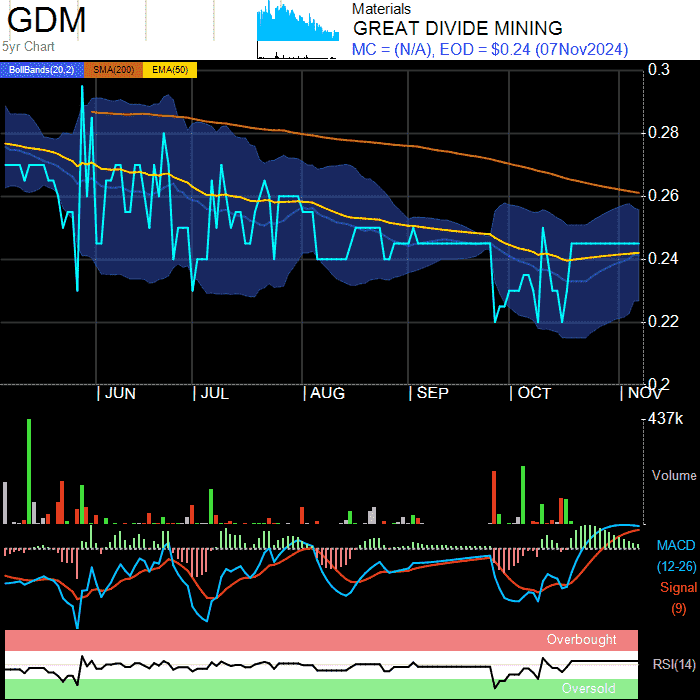 GDM
5yr Chart
Materials
GREAT DIVIDE MINING
MC = (N/A), EOD = $0.24 (07Nov2024)
BollBands(20,2) SMA(200) EMA(50)
0.3
0.28
0.26
0.24
0.22
0.2
JUN JUL AUG SEP OCT NOV
437k
Volume
MACD
(12-26)
Signal
(9)
Overbought
RSI(14)
Oversold